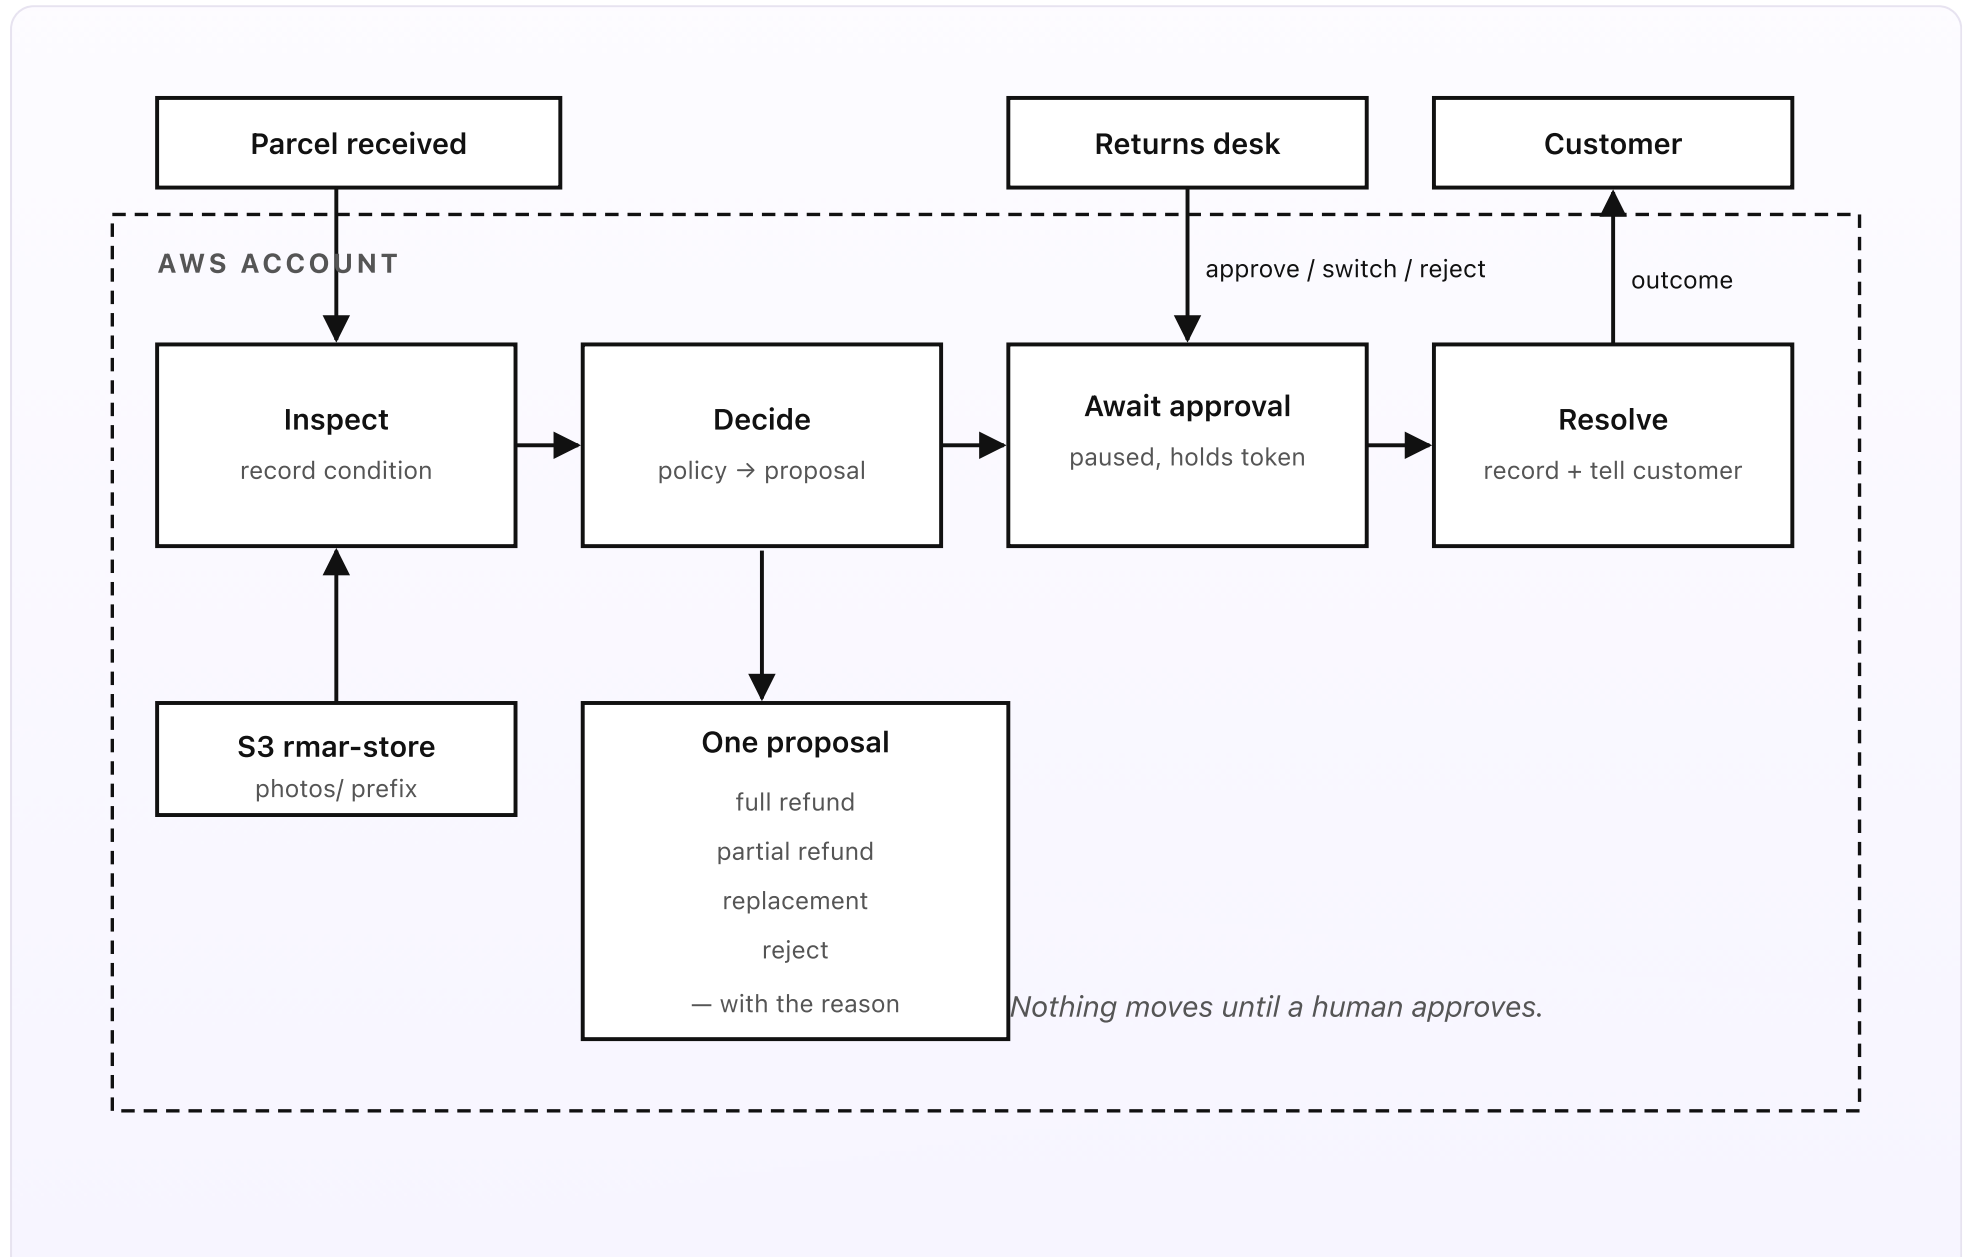 Parcel received
Returns desk
Customer
AWS ACCOUNT
approve / switch / reject
outcome
Inspect
record condition
Decide
policy → proposal
Await approval
paused, holds token
Resolve
record + tell customer
S3 rmar-store
photos/ prefix
One proposal
full refund
partial refund
replacement
reject
— with the reason
Nothing moves until a human approves.